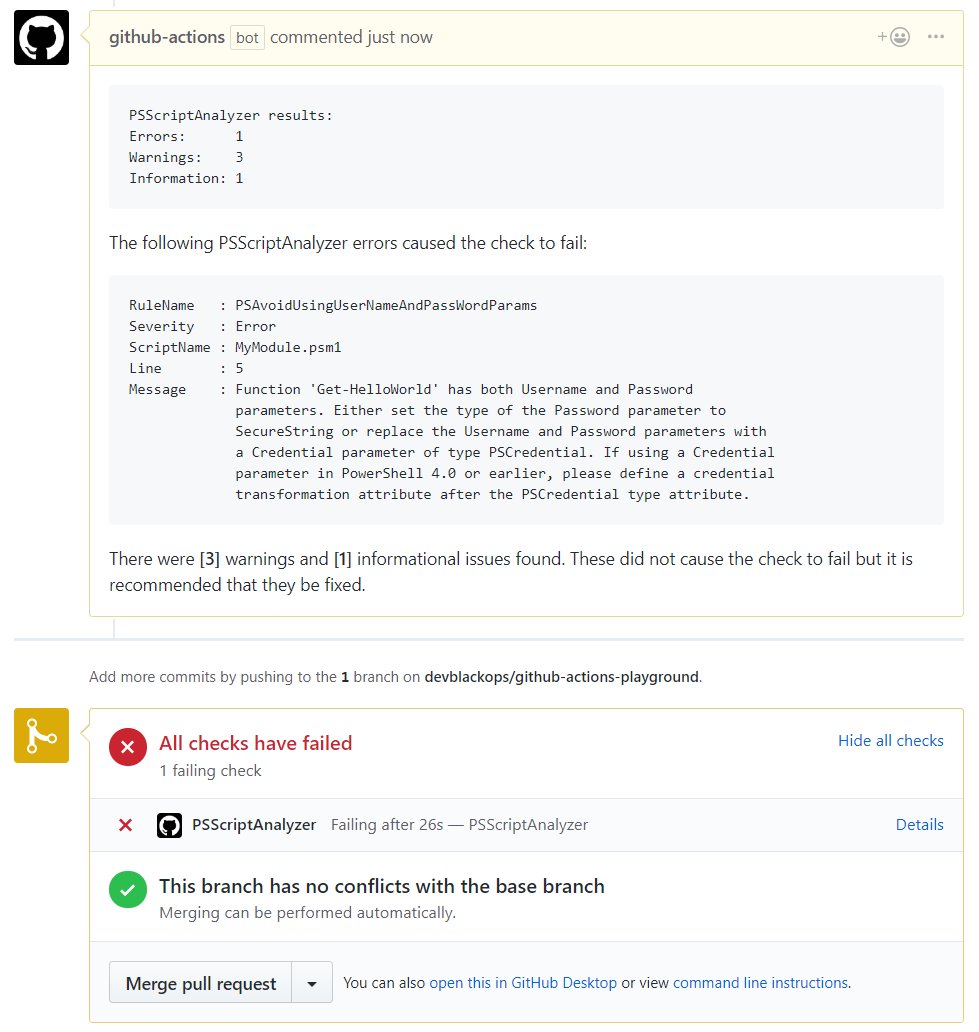 github-actions bot commented just now
PSScriptAnalyzer results:
Errors:      1
Warnings:    3
Information: 1
The following PSScriptAnalyzer errors caused the check to fail:
RuleName   : PSAvoidUsingUserNameAndPassWordParams
Severity   : Error
ScriptName : MyModule.psm1
Line       : 5
Message    : Function 'Get-HelloWorld' has both Username and Password
parameters. Either set the type of the Password parameter to
SecureString or replace the Username and Password parameters with
a Credential parameter of type PSCredential. If using a Credential
parameter in PowerShell 4.0 or earlier, please define a credential
transformation attribute after the PSCredential type attribute.
There were [3] warnings and [1] informational issues found. These did not cause the check to fail but it is
recommended that they be fixed.
Add more commits by pushing to the 1 branch on devblackops/github-actions-playground.
All checks have failed Hide all checks
1 failing check
PSScriptAnalyzer Failing after 26s — PSScriptAnalyzer Details
This branch has no conflicts with the base branch
Merging can be performed automatically.
Merge pull request You can also open this in GitHub Desktop or view command line instructions.